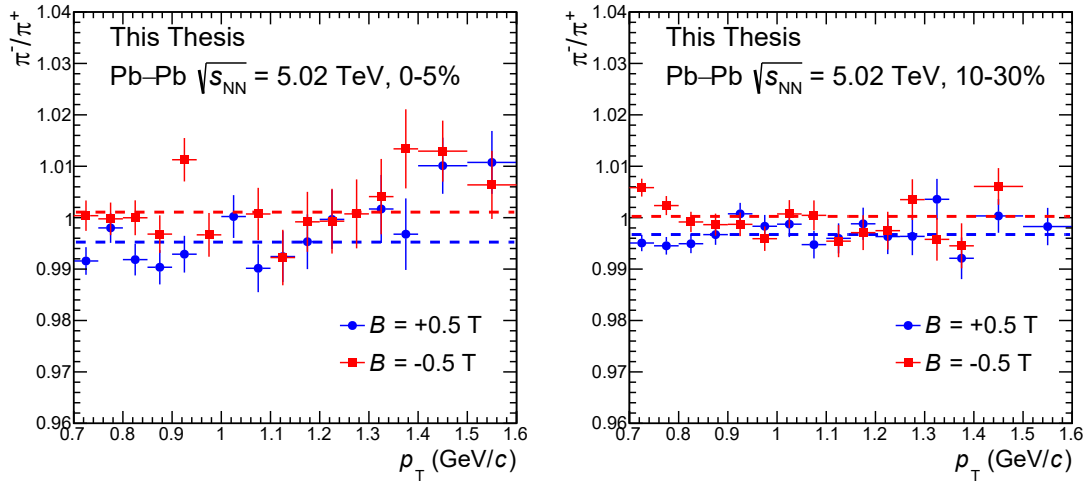 π⁻/π⁺
1.04
1.03
1.02
1.01
1
0.99
0.98
0.97
0.96
This Thesis
Pb–Pb √s_NN = 5.02 TeV, 0-5%
B = +0.5 T
B = -0.5 T
0.7 0.8 0.9 1 1.1 1.2 1.3 1.4 1.5 1.6
p_T (GeV/c)
π⁻/π⁺
1.04
1.03
1.02
1.01
1
0.99
0.98
0.97
0.96
This Thesis
Pb–Pb √s_NN = 5.02 TeV, 10-30%
B = +0.5 T
B = -0.5 T
0.7 0.8 0.9 1 1.1 1.2 1.3 1.4 1.5 1.6
p_T (GeV/c)